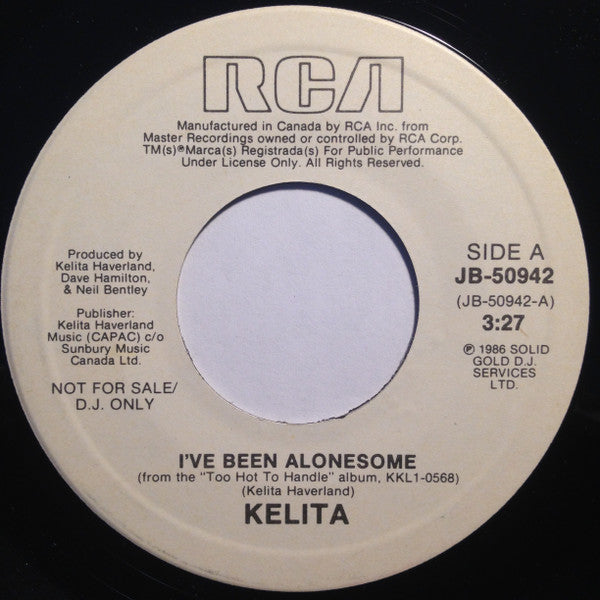 RCA
Manufactured in Canada by RCA Inc. from
Master Recordings owned or controlled by RCA Corp.
TM(s)®Marca(s) Registrada(s) For Public Performance
Under License Only. All Rights Reserved.
Produced by
Kelita Haverland,
Dave Hamilton,
& Neil Bentley
Publisher:
Kelita Haverland
Music (CAPAC) c/o
Sunbury Music
Canada Ltd.
NOT FOR SALE/
D.J. ONLY
SIDE A
JB-50942
(JB-50942-A)
3:27
℗ 1986 SOLID
GOLD D.J.
SERVICES
LTD.
I'VE BEEN ALONESOME
(from the "Too Hot To Handle" album, KKL1-0568)
(Kelita Haverland)
KELITA